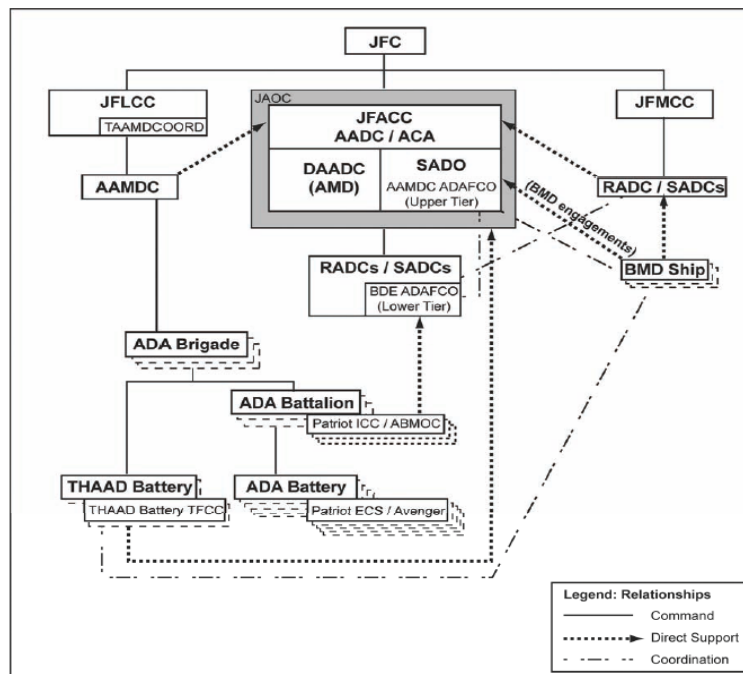 JFC
JAOC
JFLCC
TAAMDCOORD
JFACC
AADC / ACA
JFMCC
AAMDC
DAADC
(AMD)
SADO
AAMDC ADAFCO
(Upper Tier)
RADC / SADCs
(BMD engagements)
RADCs / SADCs
BDE ADAFCO
(Lower Tier)
BMD Ship
ADA Brigade
ADA Battalion
Patriot ICC / ABMOC
THAAD Battery
THAAD Battery TFCC
ADA Battery
Patriot ECS / Avenger
Legend: Relationships
Command
Direct Support
Coordination